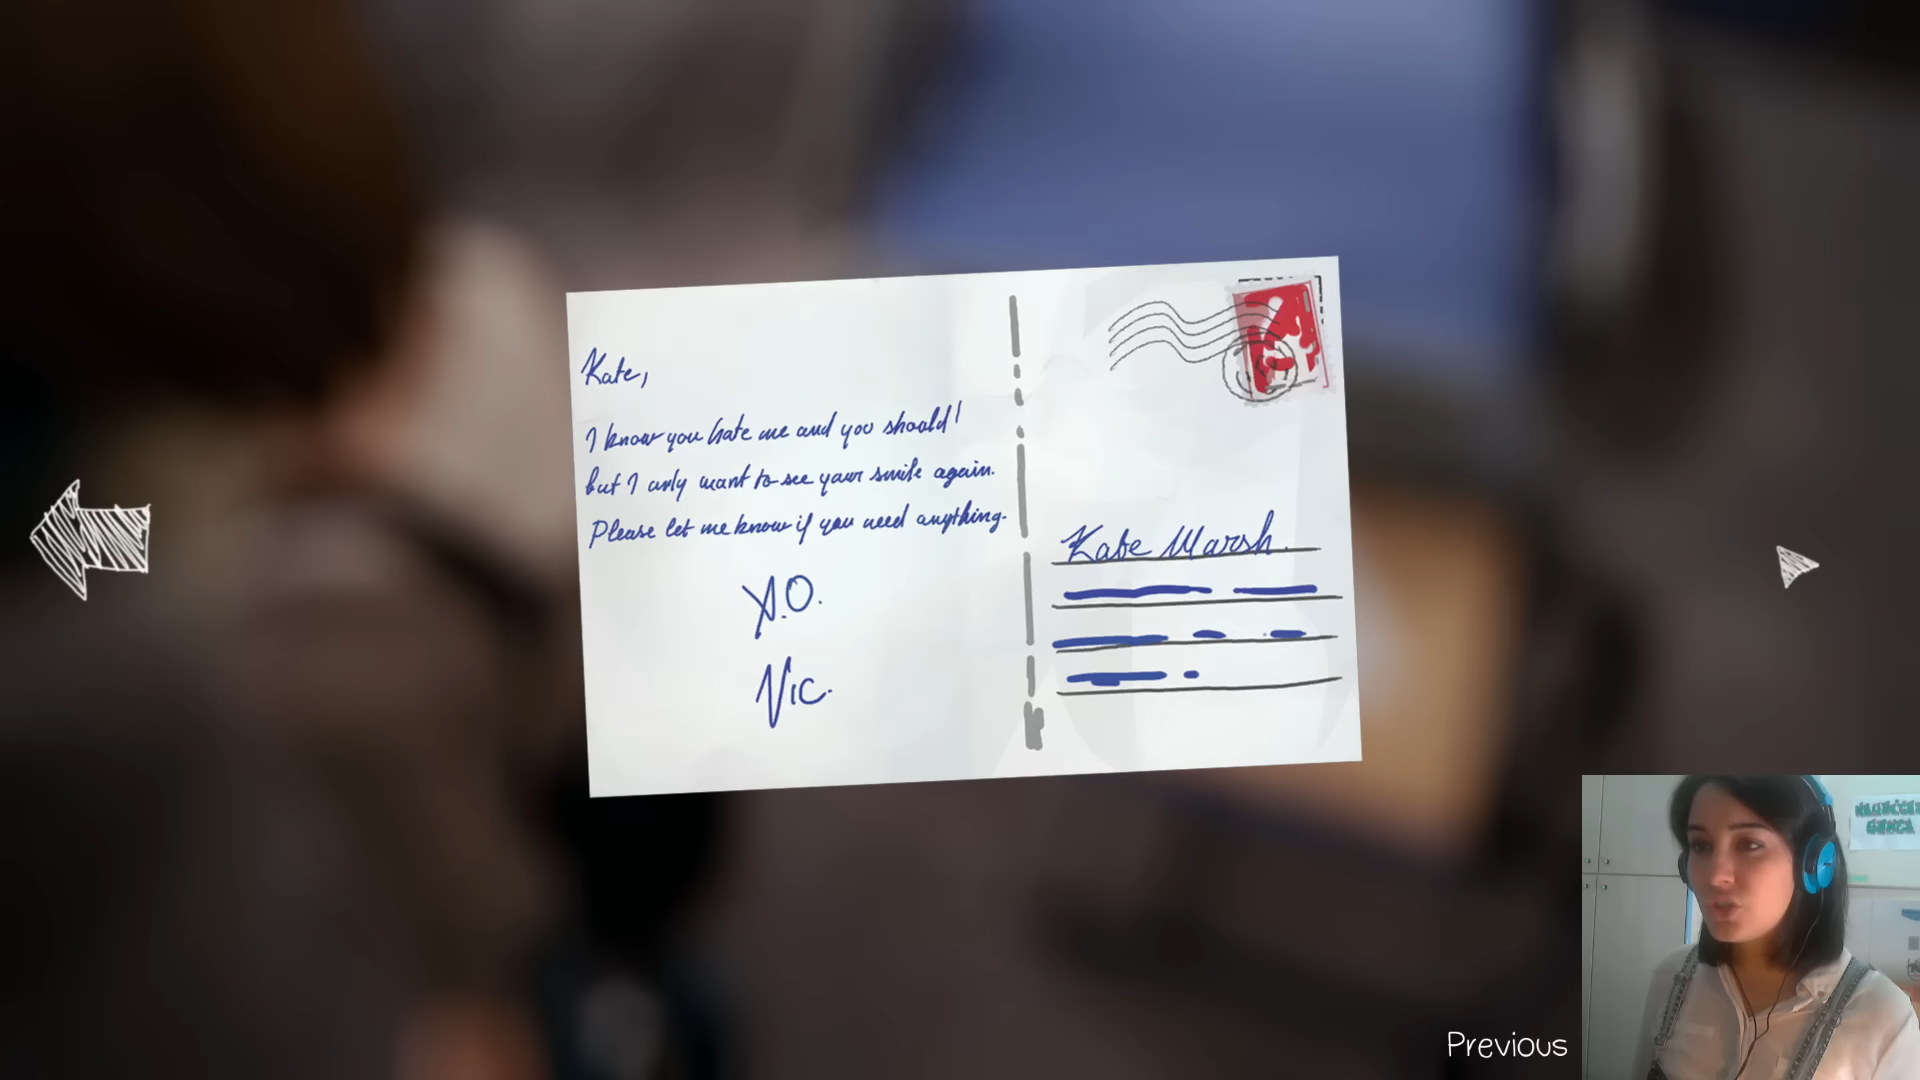 Kate,
I know you hate me and you should!
but I only want to see your smile again.
Please let me know if you need anything.
X.O.
Vic.
Kate Marsh.
Previous